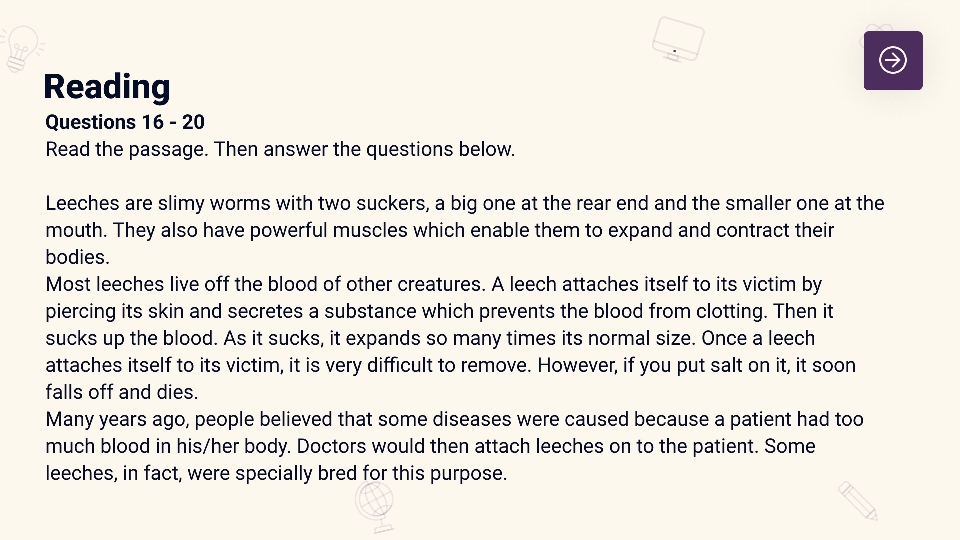 Reading
Questions 16 - 20
Read the passage. Then answer the questions below.
Leeches are slimy worms with two suckers, a big one at the rear end and the smaller one at the
mouth. They also have powerful muscles which enable them to expand and contract their
bodies.
Most leeches live off the blood of other creatures. A leech attaches itself to its victim by
piercing its skin and secretes a substance which prevents the blood from clotting. Then it
sucks up the blood. As it sucks, it expands so many times its normal size. Once a leech
attaches itself to its victim, it is very difficult to remove. However, if you put salt on it, it soon
falls off and dies.
Many years ago, people believed that some diseases were caused because a patient had too
much blood in his/her body. Doctors would then attach leeches on to the patient. Some
leeches, in fact, were specially bred for this purpose.